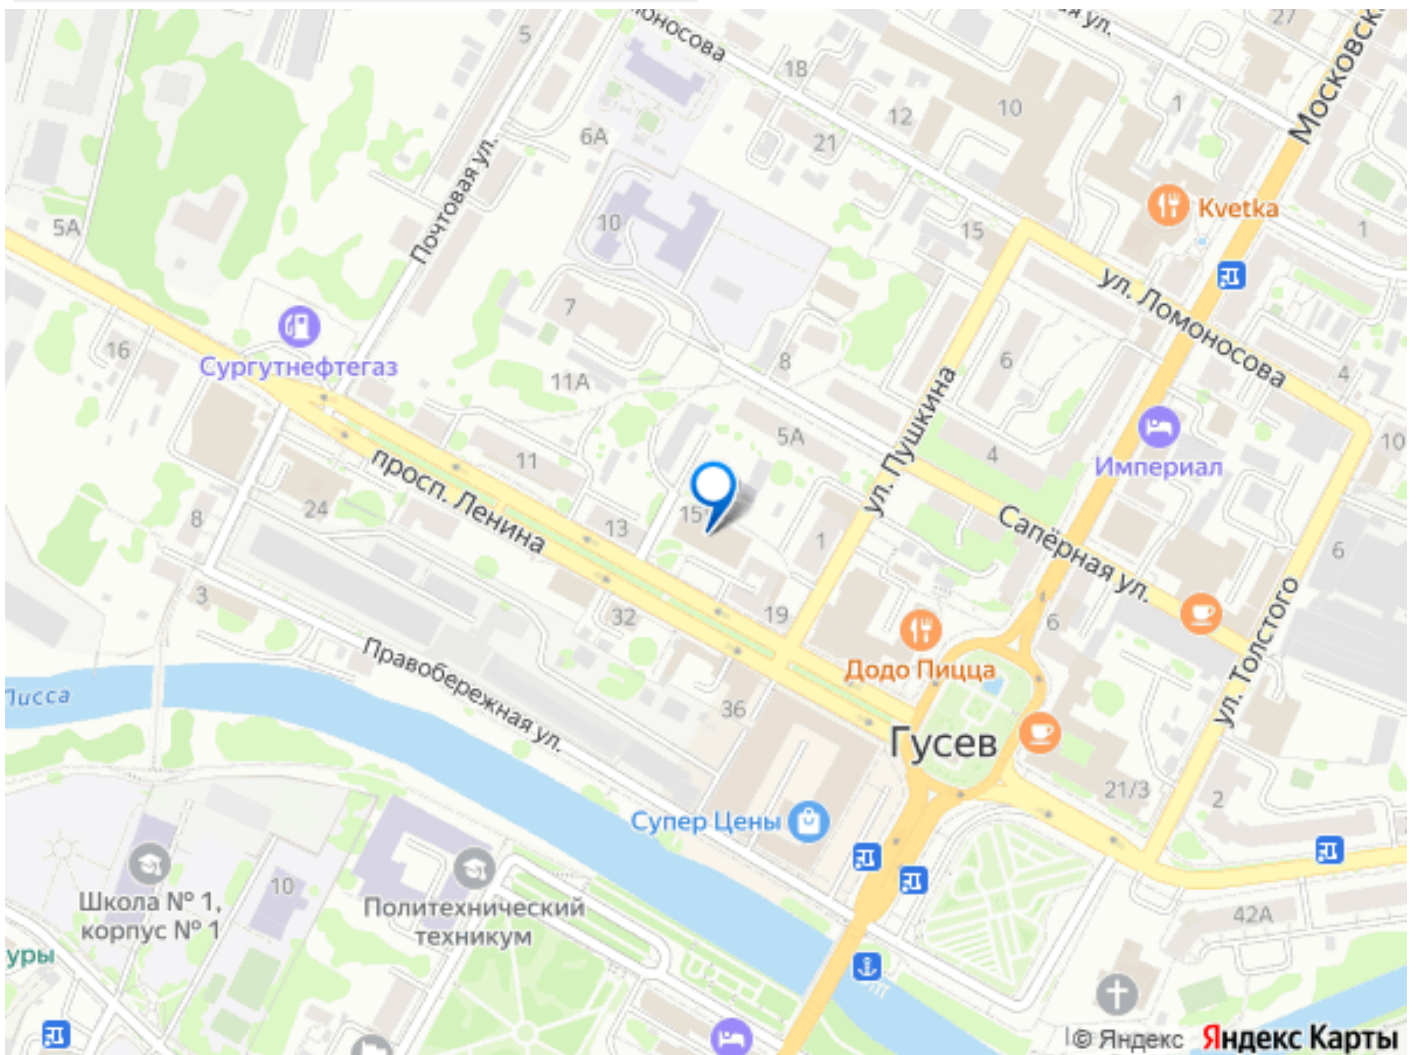 5
18
27
Московск
12
10
1
21
6А
Почтовая ул.
10
5А
Kvetka
15
1
ул. Ломоносова
7
Сургутнефтегаз
16
8
6
4
11А
ул. Пушкина
5А
4
10
Империал
11
просп. Ленина
24
15
13
8
1
Сапёрная ул.
6
3
32
19
6
Додо Пицца
ул. Толстого
Правобережная ул.
36
Гусев
21/3
2
Супер Цены
Школа № 1,
корпус № 1
10
Политехнический
техникум
42А
уры
© Яндекс Яндекс Карты